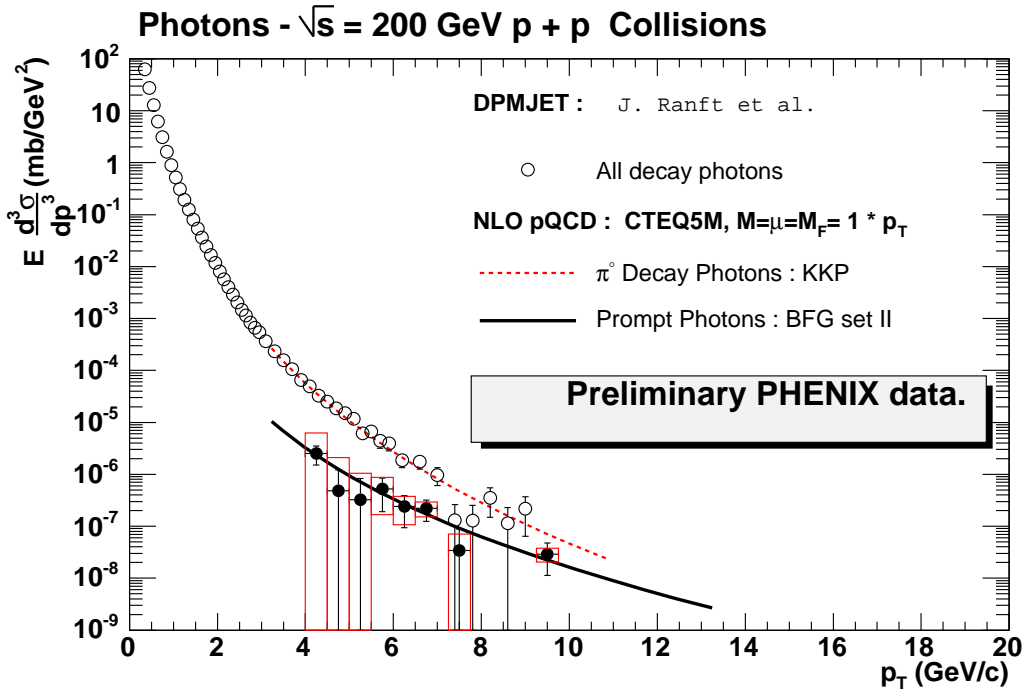 Photons - √s = 200 GeV p + p Collisions
E d³σ/dp³ (mb/GeV²)
10²
10
1
10⁻¹
10⁻²
10⁻³
10⁻⁴
10⁻⁵
10⁻⁶
10⁻⁷
10⁻⁸
10⁻⁹
DPMJET : J. Ranft et al.
All decay photons
NLO pQCD : CTEQ5M, M=μ=M_F= 1 * p_T
π° Decay Photons : KKP
Prompt Photons : BFG set II
Preliminary PHENIX data.
0 2 4 6 8 10 12 14 16 18 20
p_T (GeV/c)